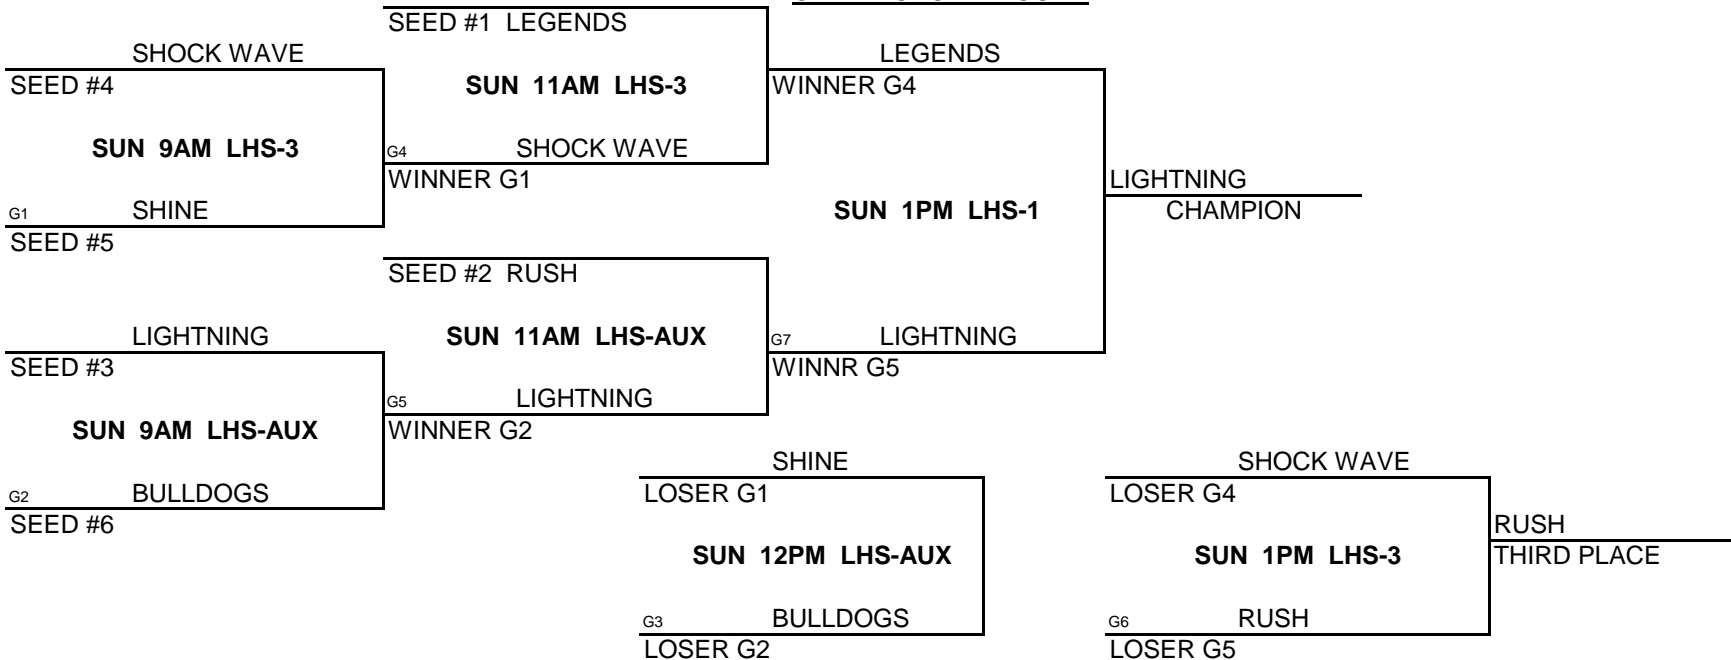 SEED #1 LEGENDS
SHOCK WAVE
LEGENDS
SEED #4
SUN 11AM LHS-3
WINNER G4
SUN 9AM LHS-3
G4 SHOCK WAVE
WINNER G1
LIGHTNING
G1 SHINE
SUN 1PM LHS-1
CHAMPION
SEED #5
SEED #2 RUSH
LIGHTNING
SUN 11AM LHS-AUX
G7 LIGHTNING
SEED #3
WINNR G5
G5 LIGHTNING
SUN 9AM LHS-AUX
WINNER G2
SHINE
SHOCK WAVE
G2 BULLDOGS
LOSER G1
LOSER G4
SEED #6
RUSH
SUN 12PM LHS-AUX
SUN 1PM LHS-3
THIRD PLACE
G3 BULLDOGS
G6 RUSH
LOSER G2
LOSER G5